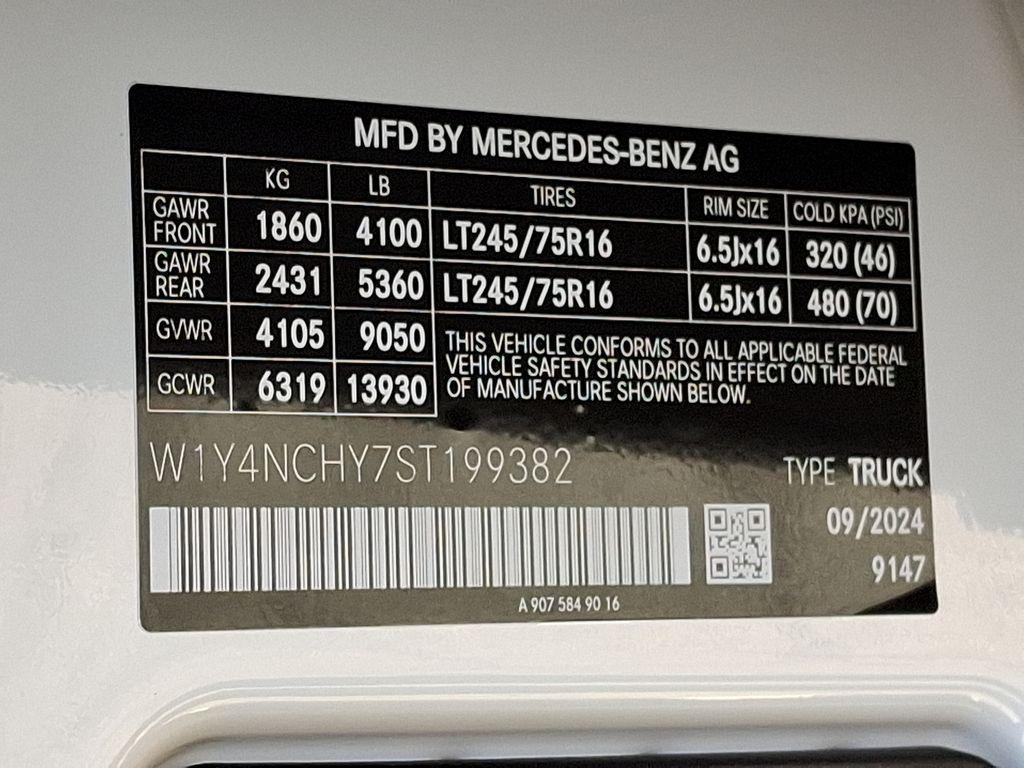 MFD BY MERCEDES-BENZ AG
KG LB TIRES RIM SIZE COLD KPA (PSI)
GAWR FRONT 1860 4100 LT245/75R16 6.5Jx16 320 (46)
GAWR REAR 2431 5360 LT245/75R16 6.5Jx16 480 (70)
GVWR 4105 9050
GCWR 6319 13930
THIS VEHICLE CONFORMS TO ALL APPLICABLE FEDERAL
VEHICLE SAFETY STANDARDS IN EFFECT ON THE DATE
OF MANUFACTURE SHOWN BELOW.
W1Y4NCHY7ST199382 TYPE TRUCK
09/2024
9147
A 907 584 90 16